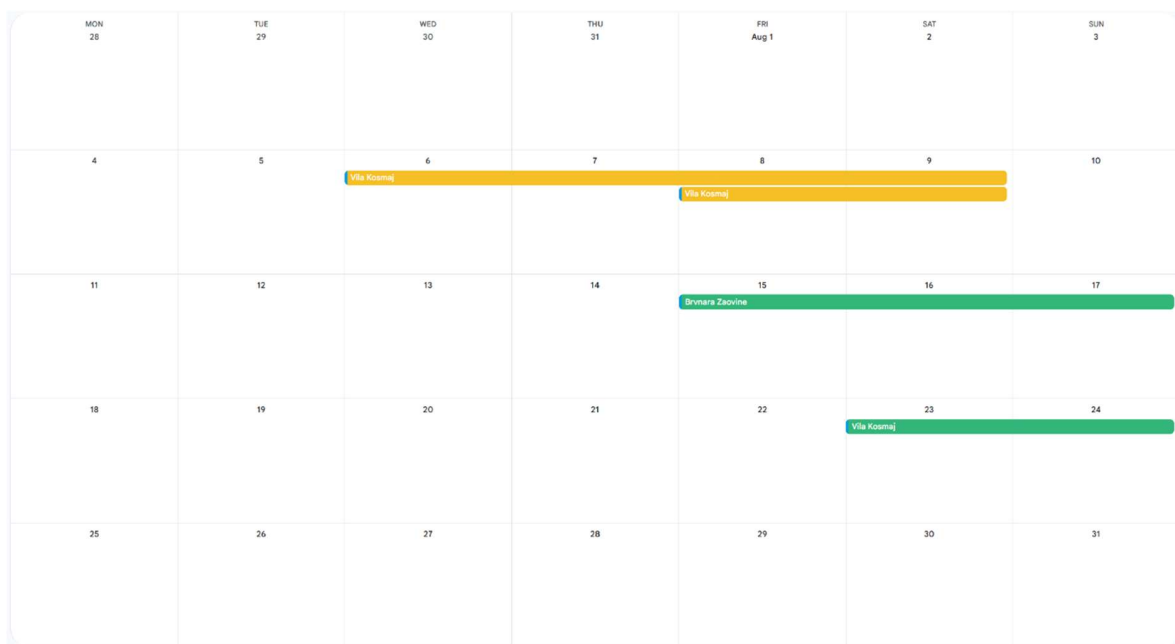 MON TUE WED THU FRI SAT SUN
28 29 30 31 Aug 1 2 3
4 5 6 7 8 9 10
Vila Kosmaj
Vila Kosmaj
11 12 13 14 15 16 17
Brvnara Zaovine
18 19 20 21 22 23 24
Vila Kosmaj
25 26 27 28 29 30 31